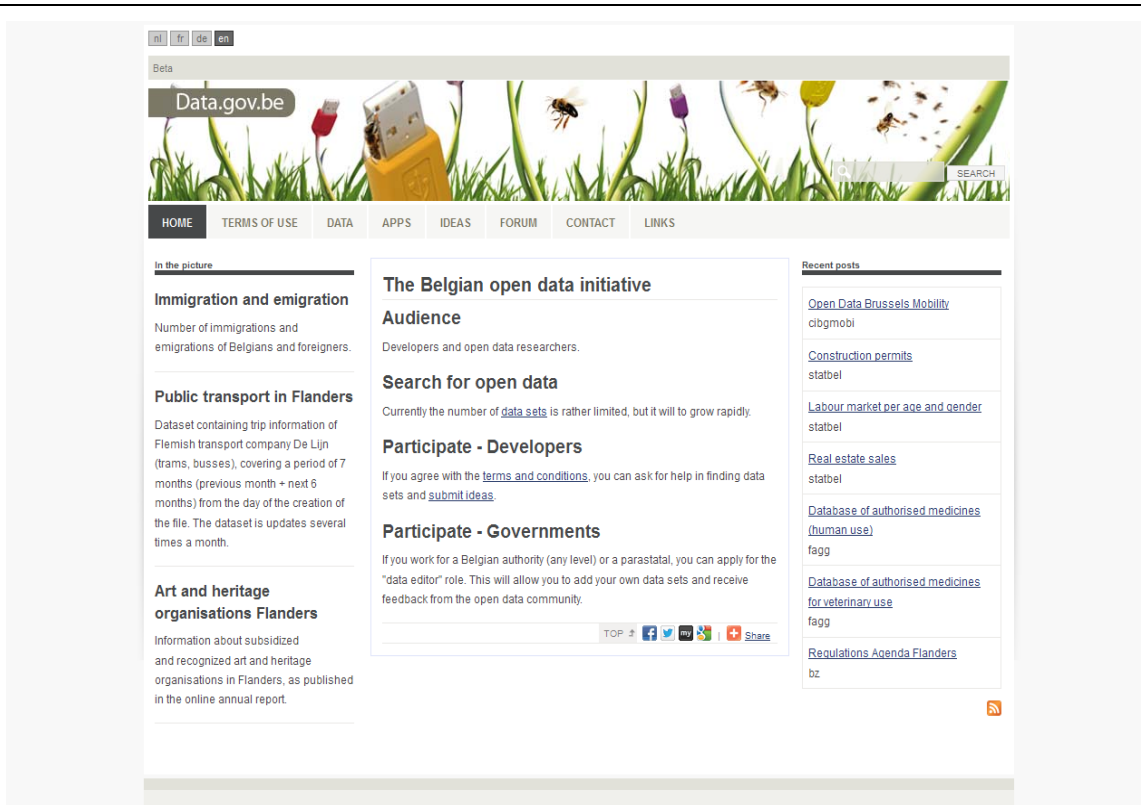 nl fr de en
Beta
Data.gov.be
SEARCH
HOME TERMS OF USE DATA APPS IDEAS FORUM CONTACT LINKS
In the picture
Immigration and emigration
Number of immigrations and
emigrations of Belgians and foreigners.
Public transport in Flanders
Dataset containing trip information of
Flemish transport company De Lijn
(trams, busses), covering a period of 7
months (previous month + next 6
months) from the day of the creation of
the file. The dataset is updates several
times a month.
Art and heritage
organisations Flanders
Information about subsidized
and recognized art and heritage
organisations in Flanders, as published
in the online annual report.
The Belgian open data initiative
Audience
Developers and open data researchers.
Search for open data
Currently the number of data sets is rather limited, but it will to grow rapidly.
Participate - Developers
If you agree with the terms and conditions, you can ask for help in finding data
sets and submit ideas.
Participate - Governments
If you work for a Belgian authority (any level) or a parastatal, you can apply for the
"data editor" role. This will allow you to add your own data sets and receive
feedback from the open data community.
TOP my | Share
Recent posts
Open Data Brussels Mobility
cibgmobi
Construction permits
statbel
Labour market per age and gender
statbel
Real estate sales
statbel
Database of authorised medicines
(human use)
fagg
Database of authorised medicines
for veterinary use
fagg
Regulations Agenda Flanders
bz